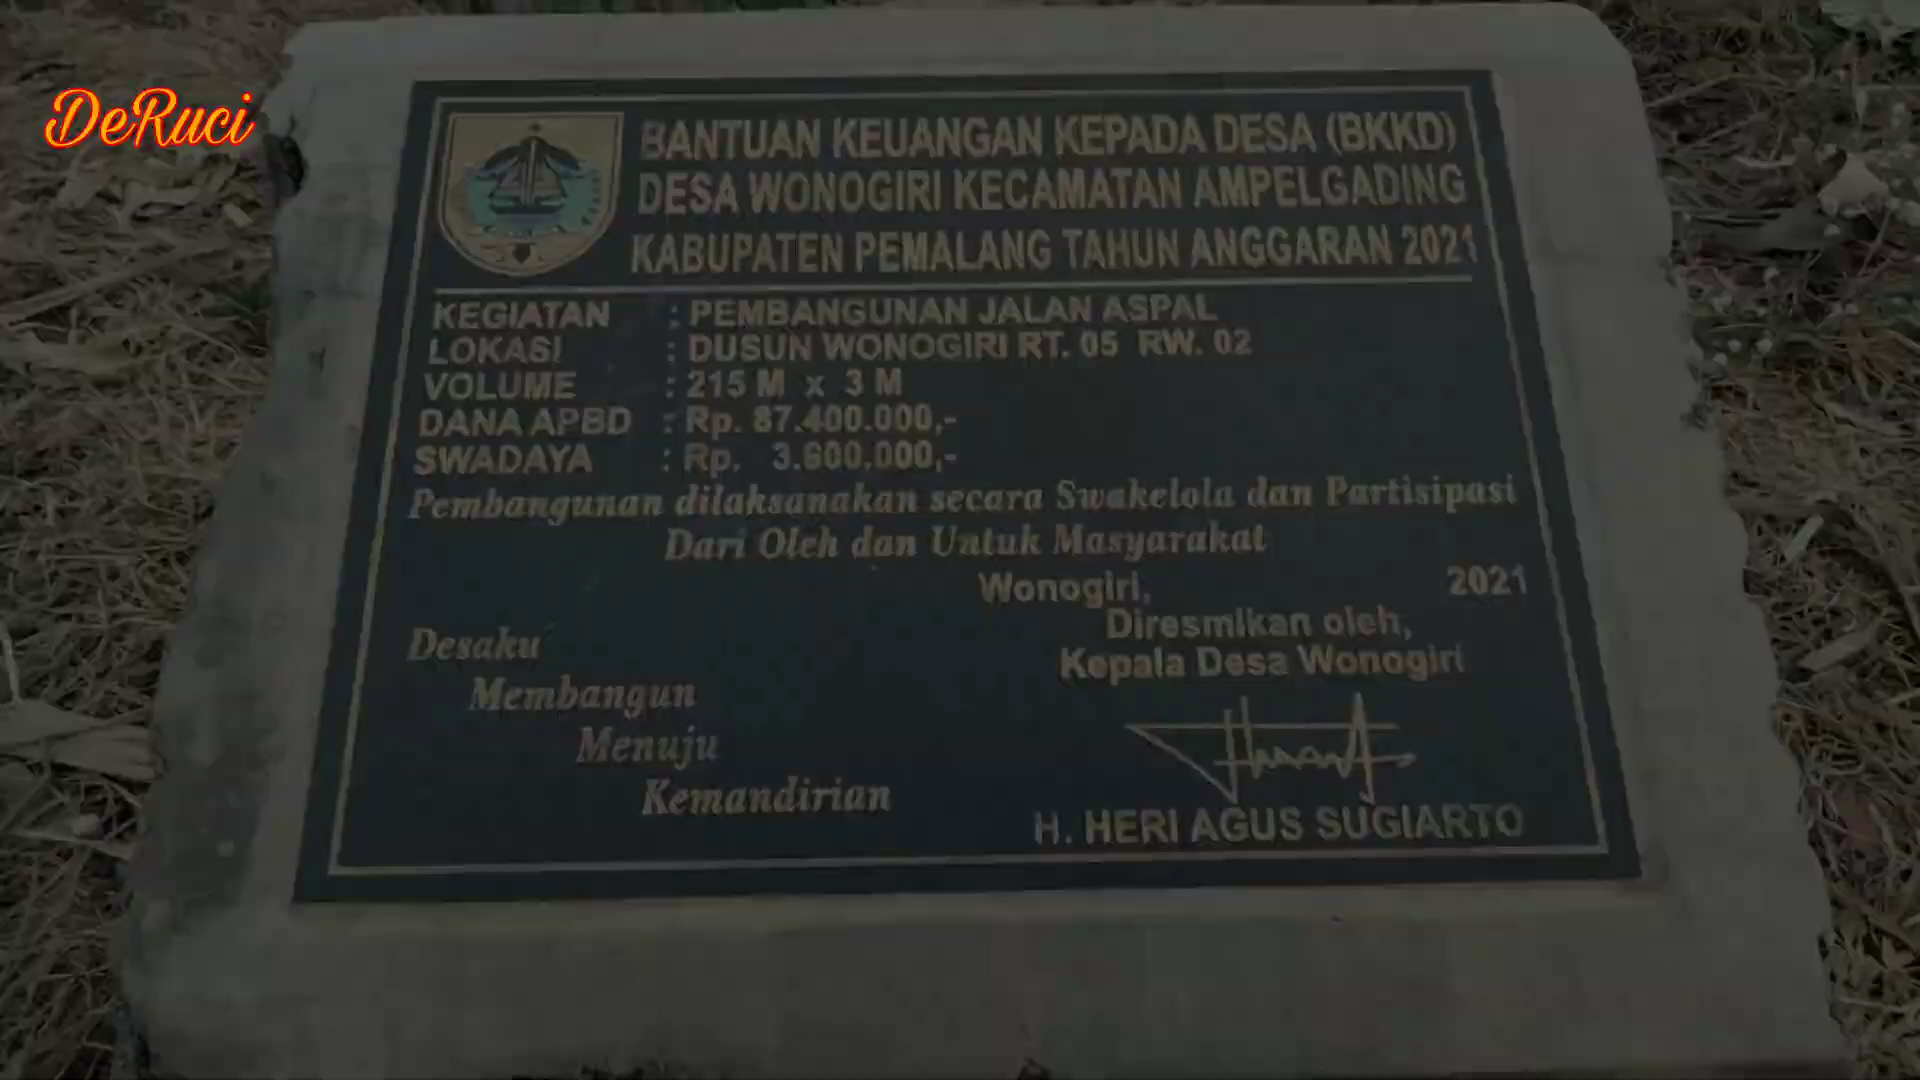 DeRuci
BANTUAN KEUANGAN KEPADA DESA (BKKD)
DESA WONOGIRI KECAMATAN AMPELGADING
KABUPATEN PEMALANG TAHUN ANGGARAN 2021
KEGIATAN : PEMBANGUNAN JALAN ASPAL
LOKASI : DUSUN WONOGIRI RT. 05 RW. 02
VOLUME : 215 M x 3 M
DANA APBD : Rp. 87.400.000,-
SWADAYA : Rp. 3.600.000,-
Pembangunan dilaksanakan secara Swakelola dan Partisipasi
Dari Oleh dan Untuk Masyarakat
Wonogiri, 2021
Diresmikan oleh,
Kepala Desa Wonogiri
Desaku
Membangun
Menuju
Kemandirian
H. HERI AGUS SUGIARTO